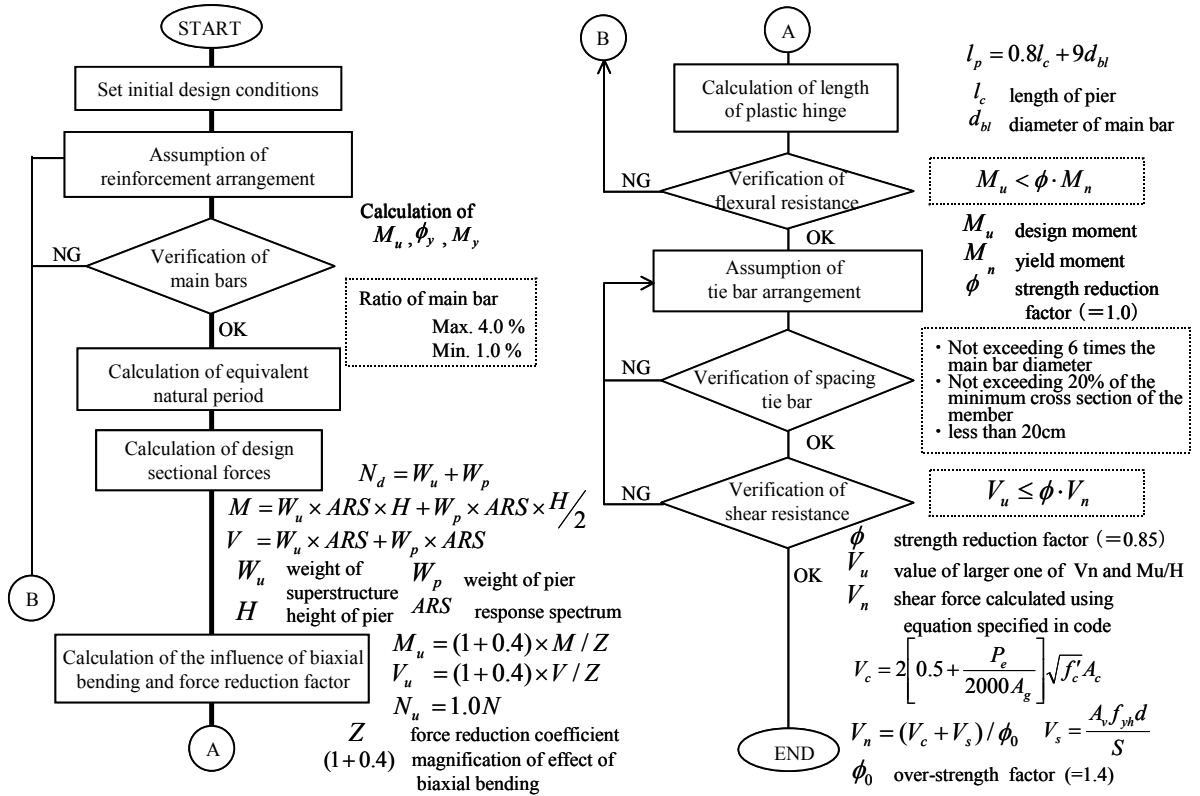 START
Set initial design conditions
Assumption of
reinforcement arrangement
NG
Verification of
main bars
OK
Calculation of
M_u , ϕ_y , M_y
Ratio of main bar
Max. 4.0 %
Min. 1.0 %
Calculation of equivalent
natural period
Calculation of design
sectional forces
N_d = W_u + W_p
M = W_u × ARS × H + W_p × ARS × H/2
V = W_u × ARS + W_p × ARS
W_u weight of superstructure W_p weight of pier
H height of pier ARS response spectrum
B
Calculation of the influence of biaxial
bending and force reduction factor
M_u = (1+0.4) × M / Z
V_u = (1+0.4) × V / Z
N_u = 1.0N
Z force reduction coefficient
(1+0.4) magnification of effect of
biaxial bending
A
B
A
Calculation of length
of plastic hinge
l_p = 0.8l_c + 9d_bl
l_c length of pier
d_bl diameter of main bar
NG
Verification of
flexural resistance
OK
M_u < ϕ · M_n
M_u design moment
M_n yield moment
ϕ strength reduction
factor (=1.0)
Assumption of
tie bar arrangement
NG
Verification of spacing
tie bar
OK
・Not exceeding 6 times the
main bar diameter
・Not exceeding 20% of the
minimum cross section of the
member
・less than 20cm
NG
Verification of
shear resistance
OK
V_u ≤ ϕ · V_n
ϕ strength reduction factor (=0.85)
V_u value of larger one of Vn and Mu/H
V_n shear force calculated using
equation specified in code
V_c = 2[0.5 + P_e / 2000A_g] √f'_c A_c
V_n = (V_c + V_s) / ϕ_0 V_s = A_v f_yh d / S
ϕ_0 over-strength factor (=1.4)
END